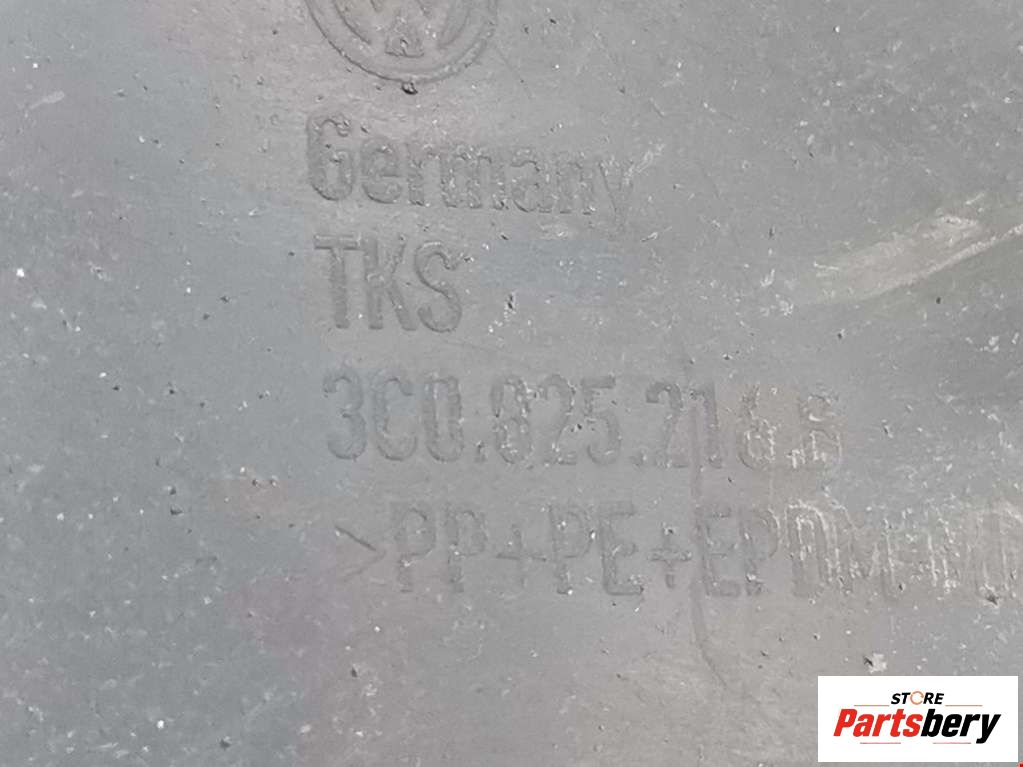 Germany
TKS
3C0.825.216.B
>PP+PE+EPDM
STORE
Partsbery